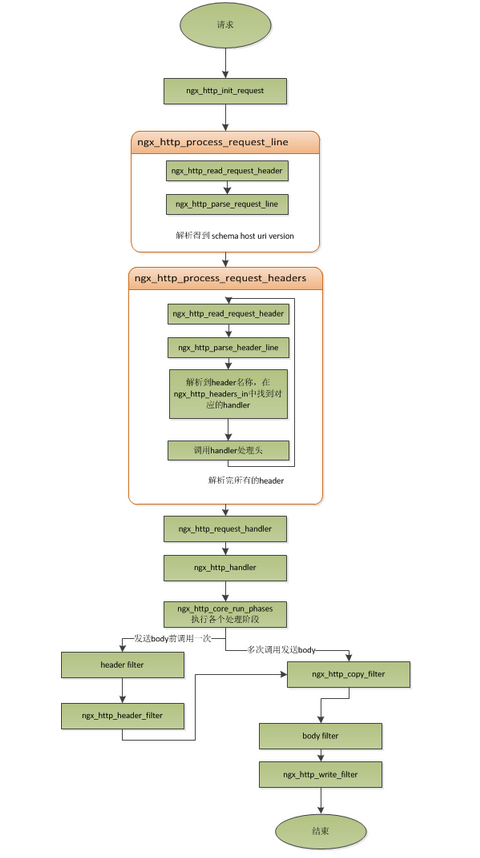 请求
ngx_http_init_request
ngx_http_process_request_line
ngx_http_read_request_header
ngx_http_parse_request_line
解析得到 schema host uri version
ngx_http_process_request_headers
ngx_http_read_request_header
ngx_http_parse_header_line
解析到header名称，在
ngx_http_headers_in中找到对
应的handler
调用handler处理头
解析完所有的header
ngx_http_request_handler
ngx_http_handler
ngx_http_core_run_phases
执行各个处理阶段
发送body前调用一次
多次调用发送body
header filter
ngx_http_copy_filter
ngx_http_header_filter
body filter
ngx_http_write_filter
结束